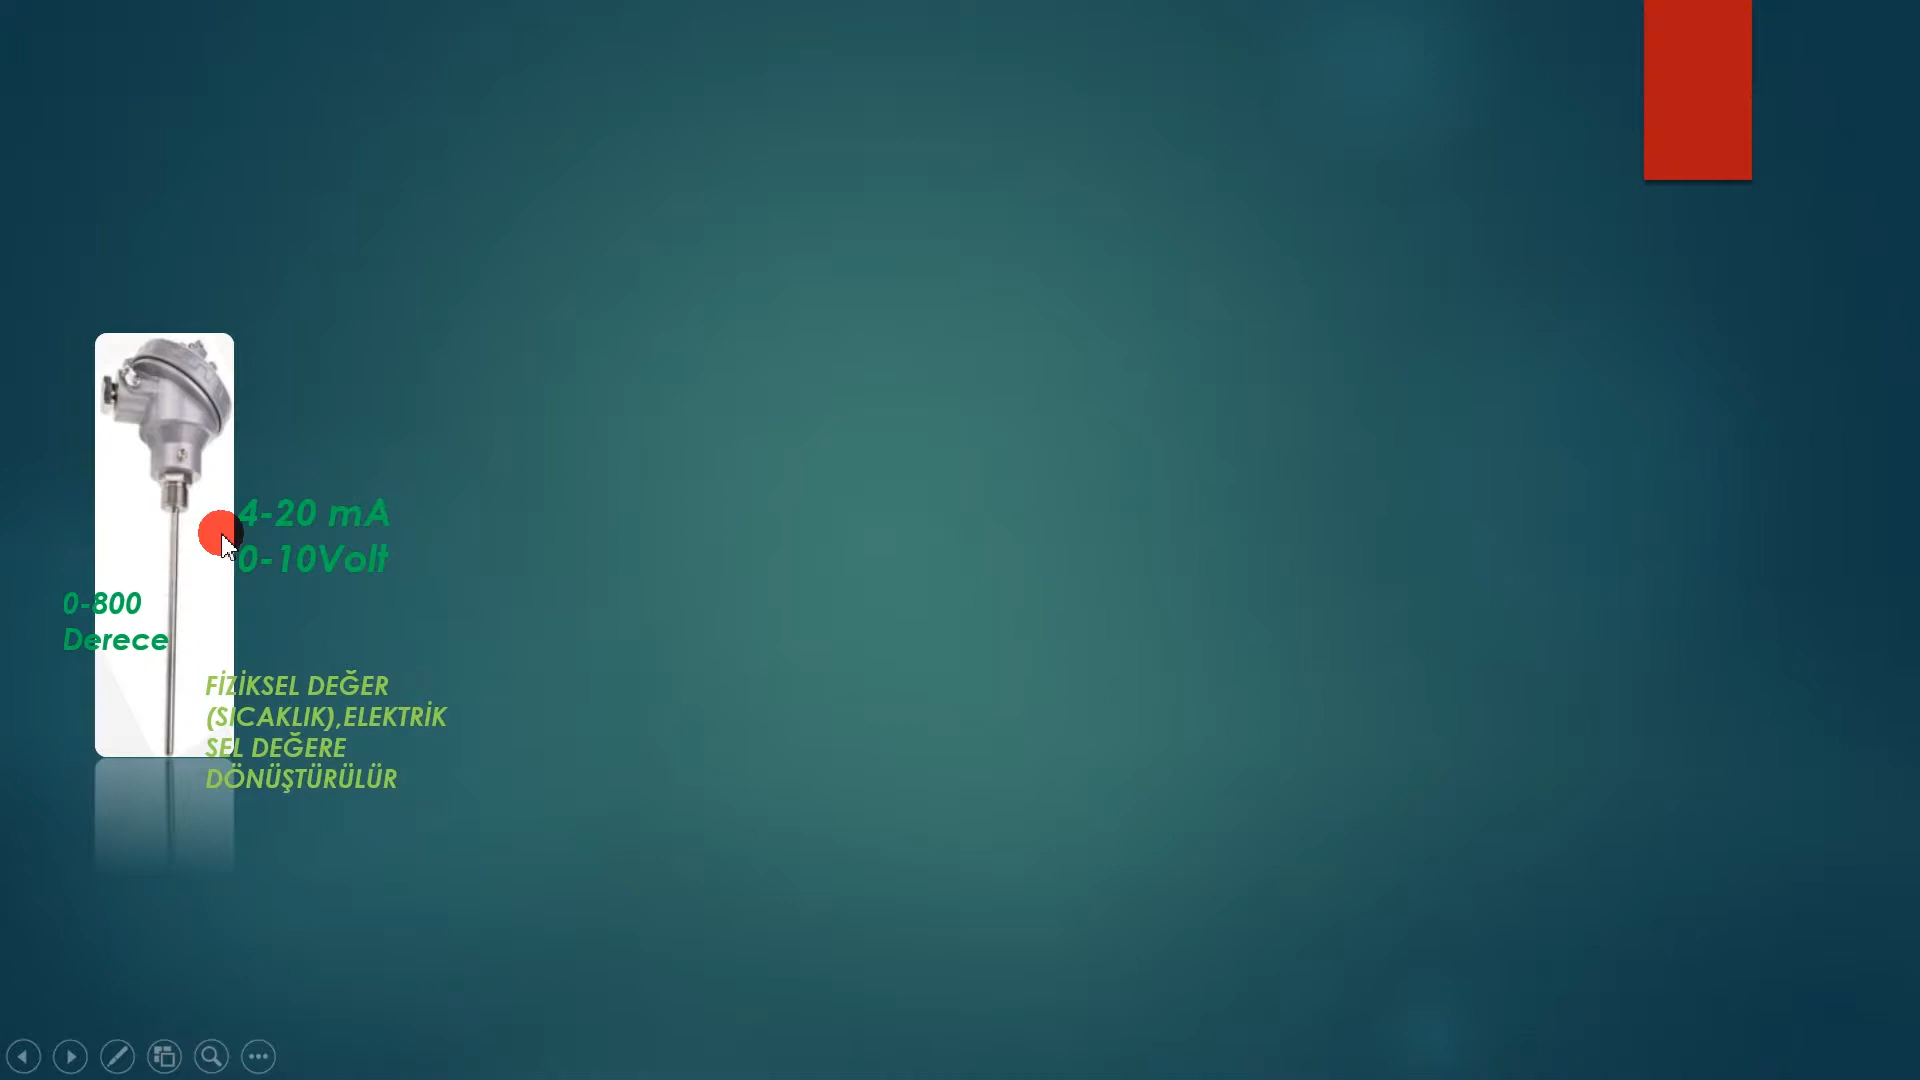 4-20 mA
0-10Volt
0-800
Derece
FİZİKSEL DEĞER
(SICAKLIK),ELEKTRİK
SEL DEĞERE
DÖNÜŞTÜRÜLÜR